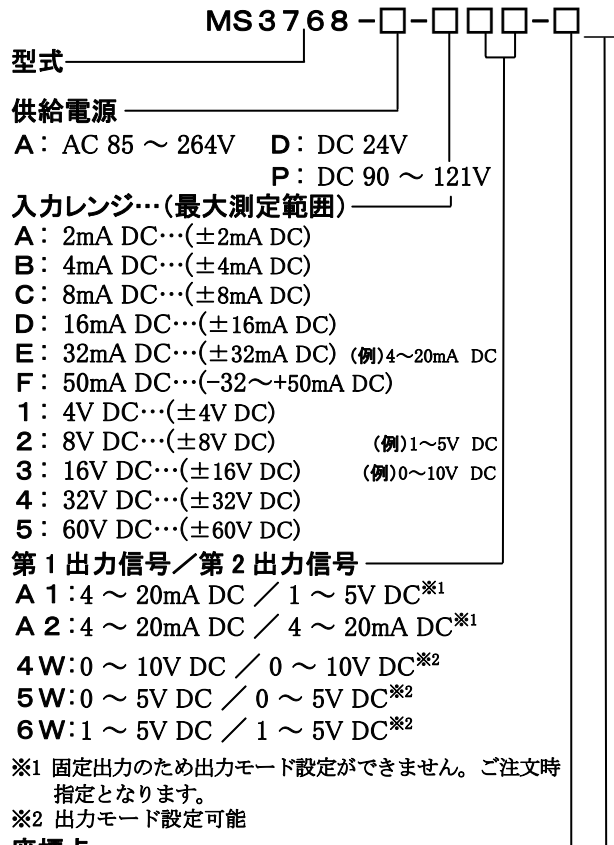 MS3768-□-□□□-□
型式
供給電源
A： AC 85 ～ 264V　D： DC 24V
P： DC 90 ～ 121V
入力レンジ…(最大測定範囲)
A： 2mA DC…(±2mA DC)
B： 4mA DC…(±4mA DC)
C： 8mA DC…(±8mA DC)
D： 16mA DC…(±16mA DC)
E： 32mA DC…(±32mA DC) (例)4～20mA DC
F： 50mA DC…(-32～+50mA DC)
1： 4V DC…(±4V DC)
2： 8V DC…(±8V DC) (例)1～5V DC
3： 16V DC…(±16V DC) (例)0～10V DC
4： 32V DC…(±32V DC)
5： 60V DC…(±60V DC)
第1出力信号／第2出力信号
A 1：4 ～ 20mA DC ／ 1 ～ 5V DC※1
A 2：4 ～ 20mA DC ／ 4 ～ 20mA DC※1
4W：0 ～ 10V DC ／ 0 ～ 10V DC※2
5W：0 ～ 5V DC ／ 0 ～ 5V DC※2
6W：1 ～ 5V DC ／ 1 ～ 5V DC※2
※1 固定出力のため出力モード設定ができません。ご注文時
指定となります。
※2 出力モード設定可能